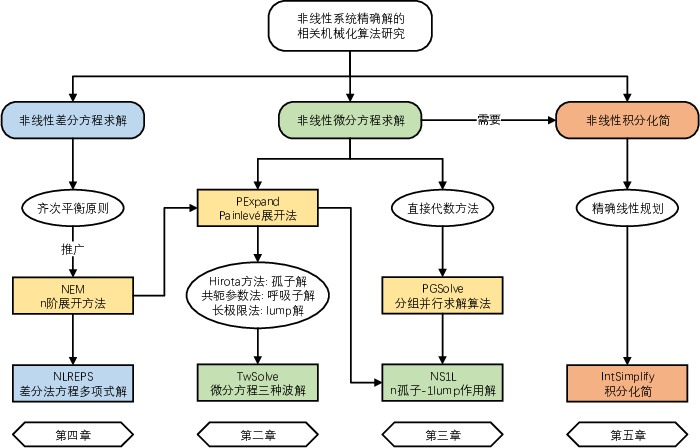 非线性系统精确解的
相关机械化算法研究
非线性差分方程求解
非线性微分方程求解
需要
非线性积分化简
齐次平衡原则
PExpand
Painlevé展开法
直接代数方法
精确线性规划
推广
NEM
n阶展开方法
Hirota方法: 孤子解
共轭参数法: 呼吸子解
长极限法: lump解
PGSolve
分组并行求解算法
NLREPS
差分法方程多项式解
TwSolve
微分方程三种波解
NS1L
n孤子-1lump作用解
IntSimplify
积分化简
第四章
第二章
第三章
第五章